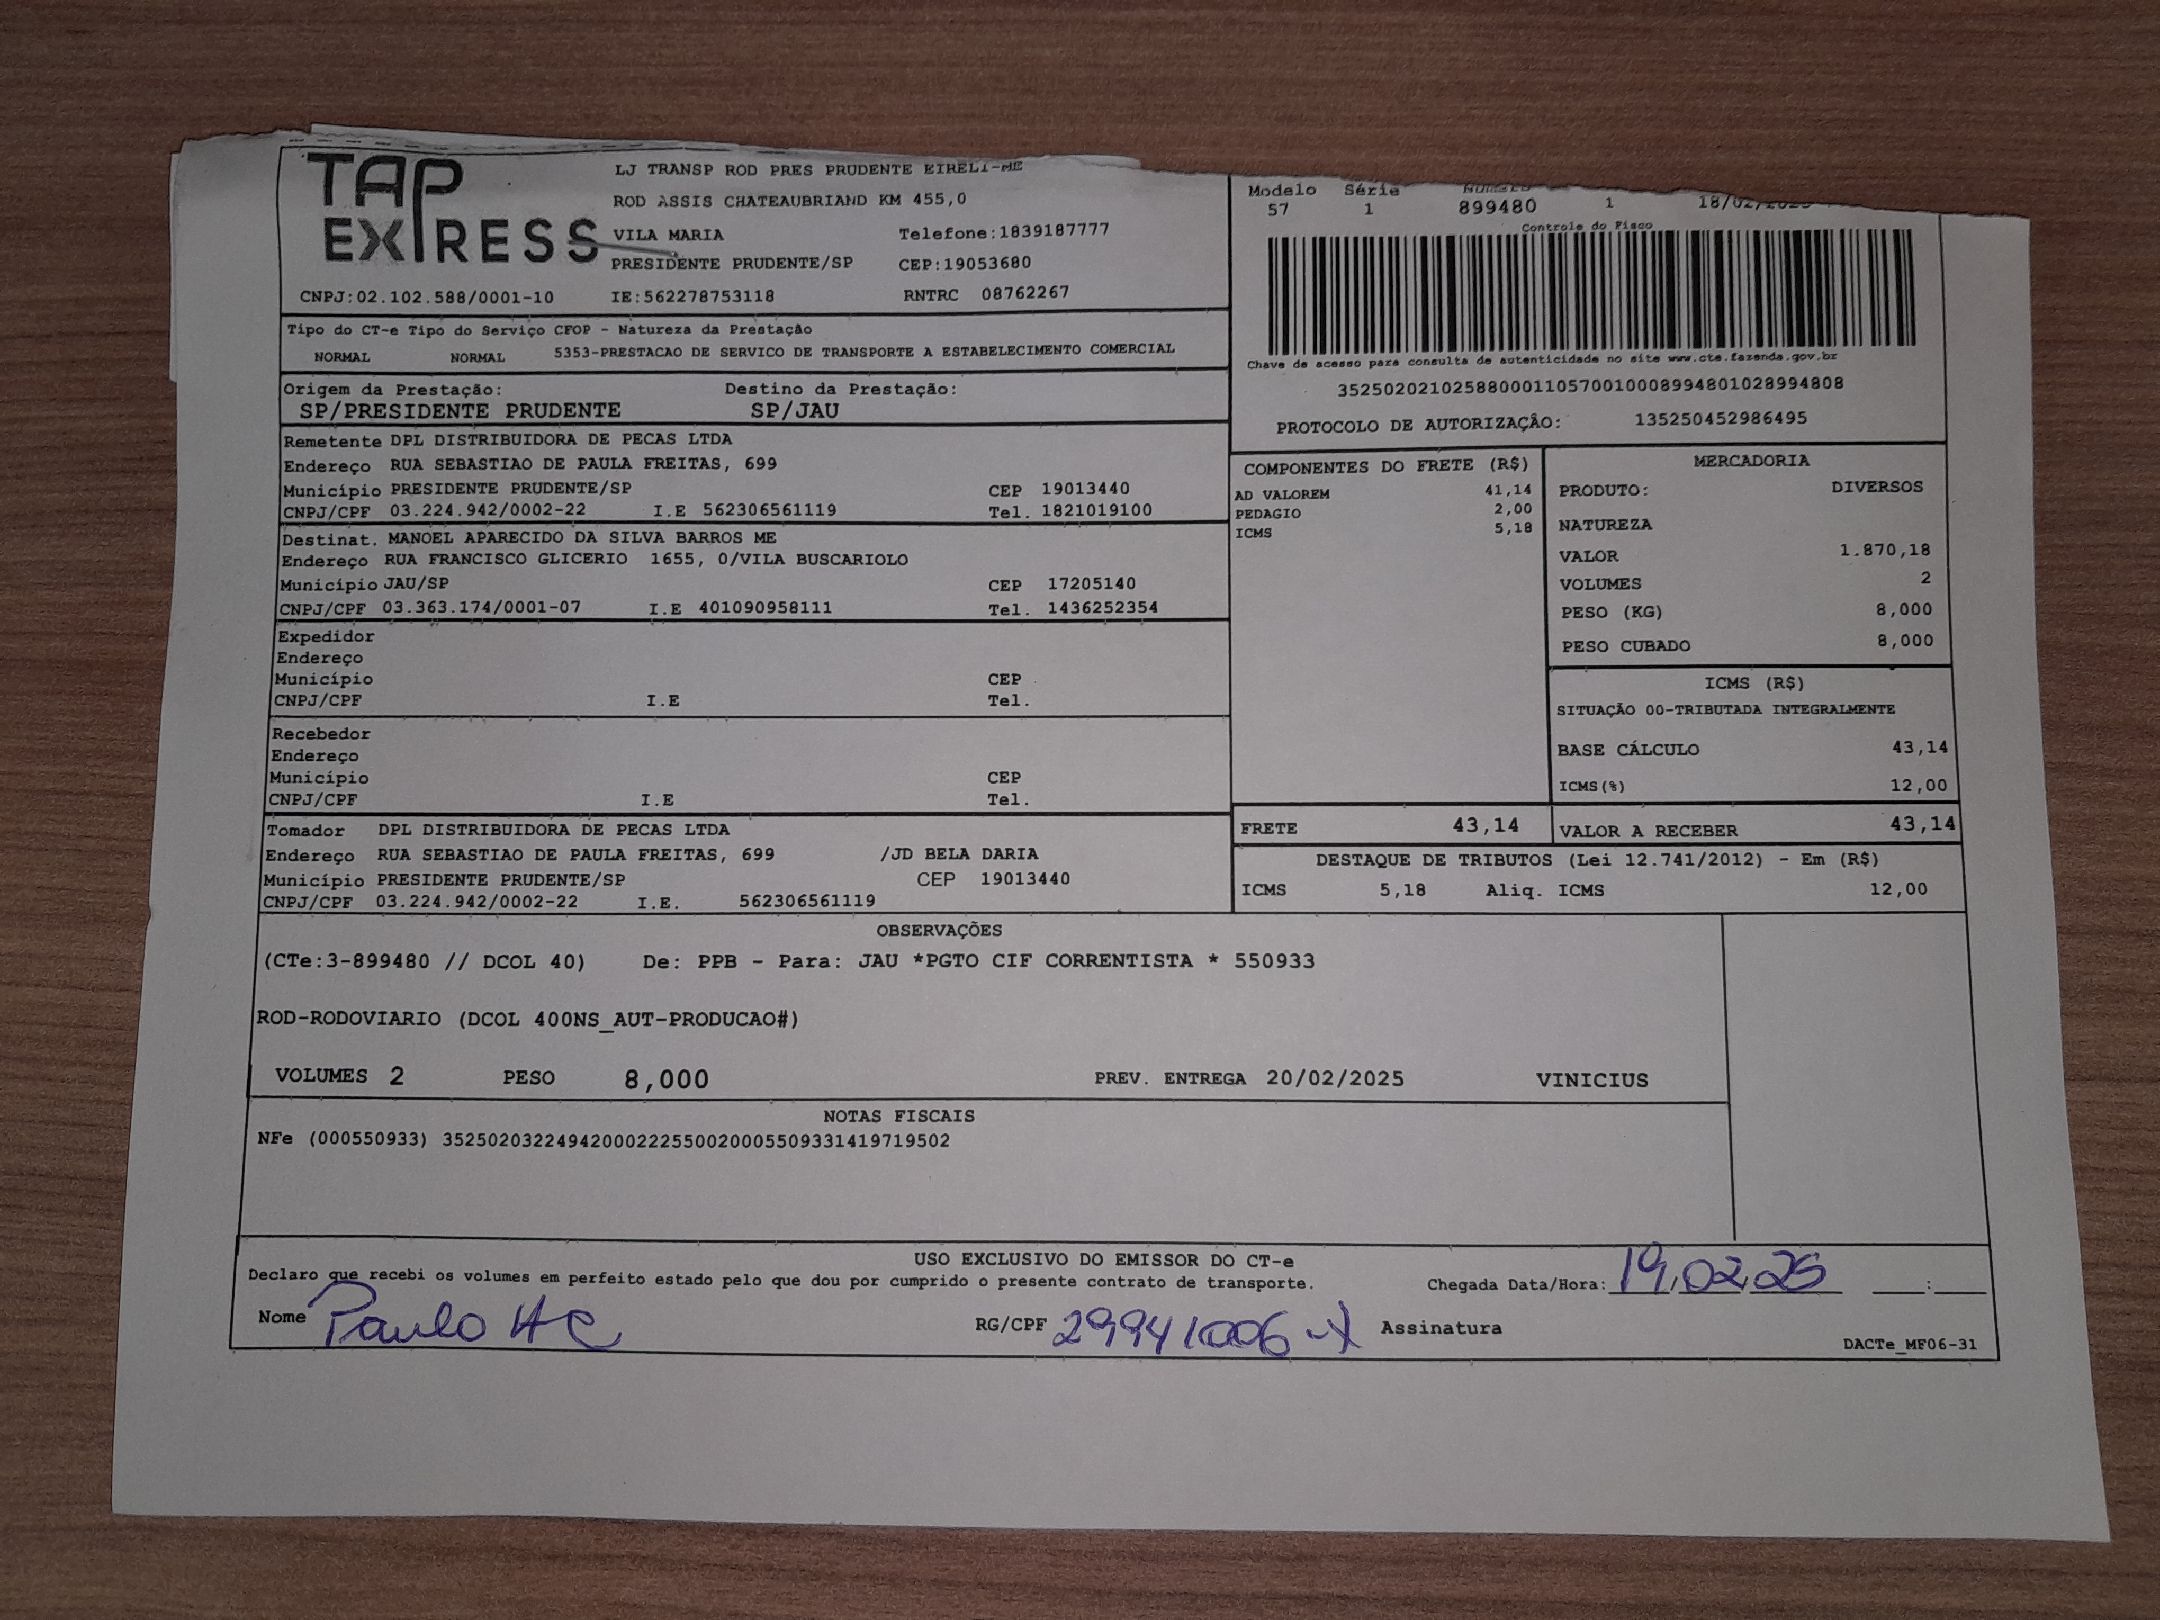 TAP
EXPRESS
LJ TRANSP ROD PRES PRUDENTE EIRELI-ME
ROD ASSIS CHATEAUBRIAND KM 455,0
VILA MARIA Telefone:1839187777
PRESIDENTE PRUDENTE/SP CEP:19053680
CNPJ:02.102.588/0001-10 IE:562278753118 RNTRC 08762267
Modelo Série
57 1 899480 1
Controle do Fisco
Chave de acesso para consulta de autenticidade no site www.cte.fazenda.gov.br
35250202102588000110570010008994801028994808
PROTOCOLO DE AUTORIZAÇÂO: 135250452986495
Tipo do CT-e Tipo do Serviço CFOP - Natureza da Prestação
NORMAL NORMAL 5353-PRESTACAO DE SERVICO DE TRANSPORTE A ESTABELECIMENTO COMERCIAL
Origem da Prestação: Destino da Prestação:
SP/PRESIDENTE PRUDENTE SP/JAU
Remetente DPL DISTRIBUIDORA DE PECAS LTDA
Endereço RUA SEBASTIAO DE PAULA FREITAS, 699
Município PRESIDENTE PRUDENTE/SP CEP 19013440
CNPJ/CPF 03.224.942/0002-22 I.E 562306561119 Tel. 1821019100
Destinat. MANOEL APARECIDO DA SILVA BARROS ME
Endereço RUA FRANCISCO GLICERIO 1655, 0/VILA BUSCARIOLO
Município JAU/SP CEP 17205140
CNPJ/CPF 03.363.174/0001-07 I.E 401090958111 Tel. 1436252354
Expedidor
Endereço
Município CEP
CNPJ/CPF I.E Tel.
Recebedor
Endereço
Município CEP
CNPJ/CPF I.E Tel.
Tomador DPL DISTRIBUIDORA DE PECAS LTDA
Endereço RUA SEBASTIAO DE PAULA FREITAS, 699 /JD BELA DARIA
Município PRESIDENTE PRUDENTE/SP CEP 19013440
CNPJ/CPF 03.224.942/0002-22 I.E. 562306561119
COMPONENTES DO FRETE (R$)
AD VALOREM 41,14
PEDAGIO 2,00
ICMS 5,18
MERCADORIA
PRODUTO: DIVERSOS
NATUREZA
VALOR 1.870,18
VOLUMES 2
PESO (KG) 8,000
PESO CUBADO 8,000
ICMS (R$)
SITUAÇÃO 00-TRIBUTADA INTEGRALMENTE
BASE CÁLCULO 43,14
ICMS(%) 12,00
FRETE 43,14 VALOR A RECEBER 43,14
DESTAQUE DE TRIBUTOS (Lei 12.741/2012) - Em (R$)
ICMS 5,18 Aliq. ICMS 12,00
OBSERVAÇÕES
(CTe:3-899480 // DCOL 40) De: PPB - Para: JAU *PGTO CIF CORRENTISTA * 550933
ROD-RODOVIARIO (DCOL 400NS_AUT-PRODUCAO#)
VOLUMES 2 PESO 8,000 PREV. ENTREGA 20/02/2025 VINICIUS
NOTAS FISCAIS
NFe (000550933) 35250203224942000222550020005509331419719502
USO EXCLUSIVO DO EMISSOR DO CT-e
Declaro que recebi os volumes em perfeito estado pelo que dou por cumprido o presente contrato de transporte. Chegada Data/Hora: 19,02,25 :
Nome Paulo HC RG/CPF 29941006-X Assinatura
DACTe_MF06-31